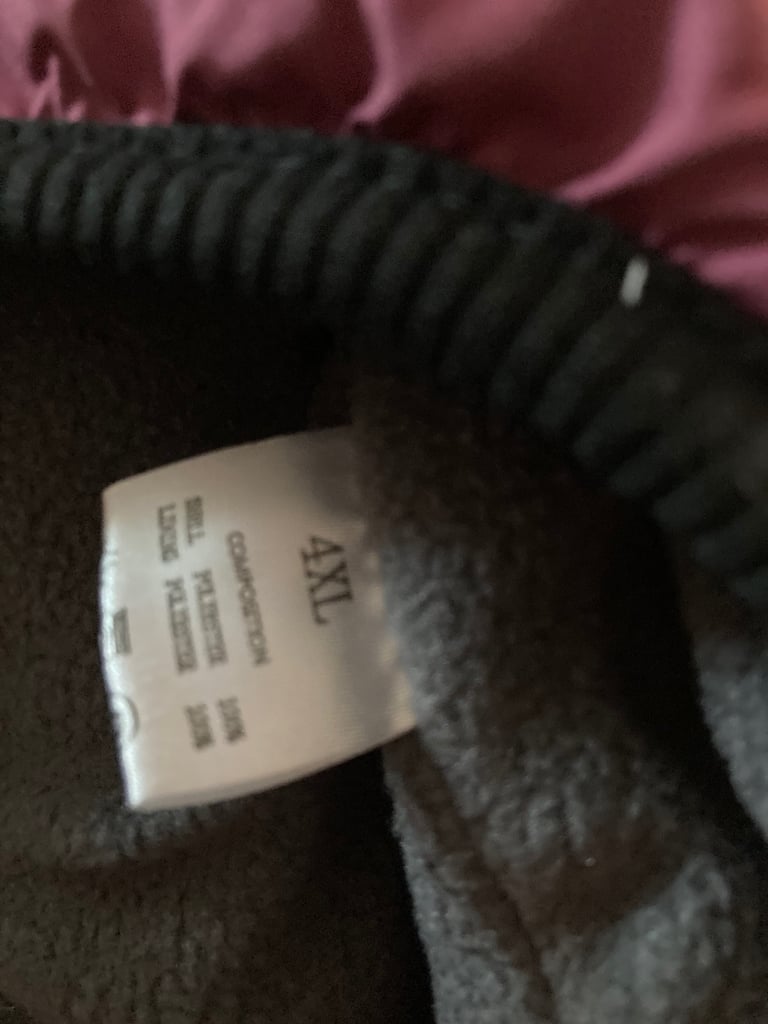 4XL
COMPOSITION
SHELL POLYESTER 100%
LINING POLYESTER 100%